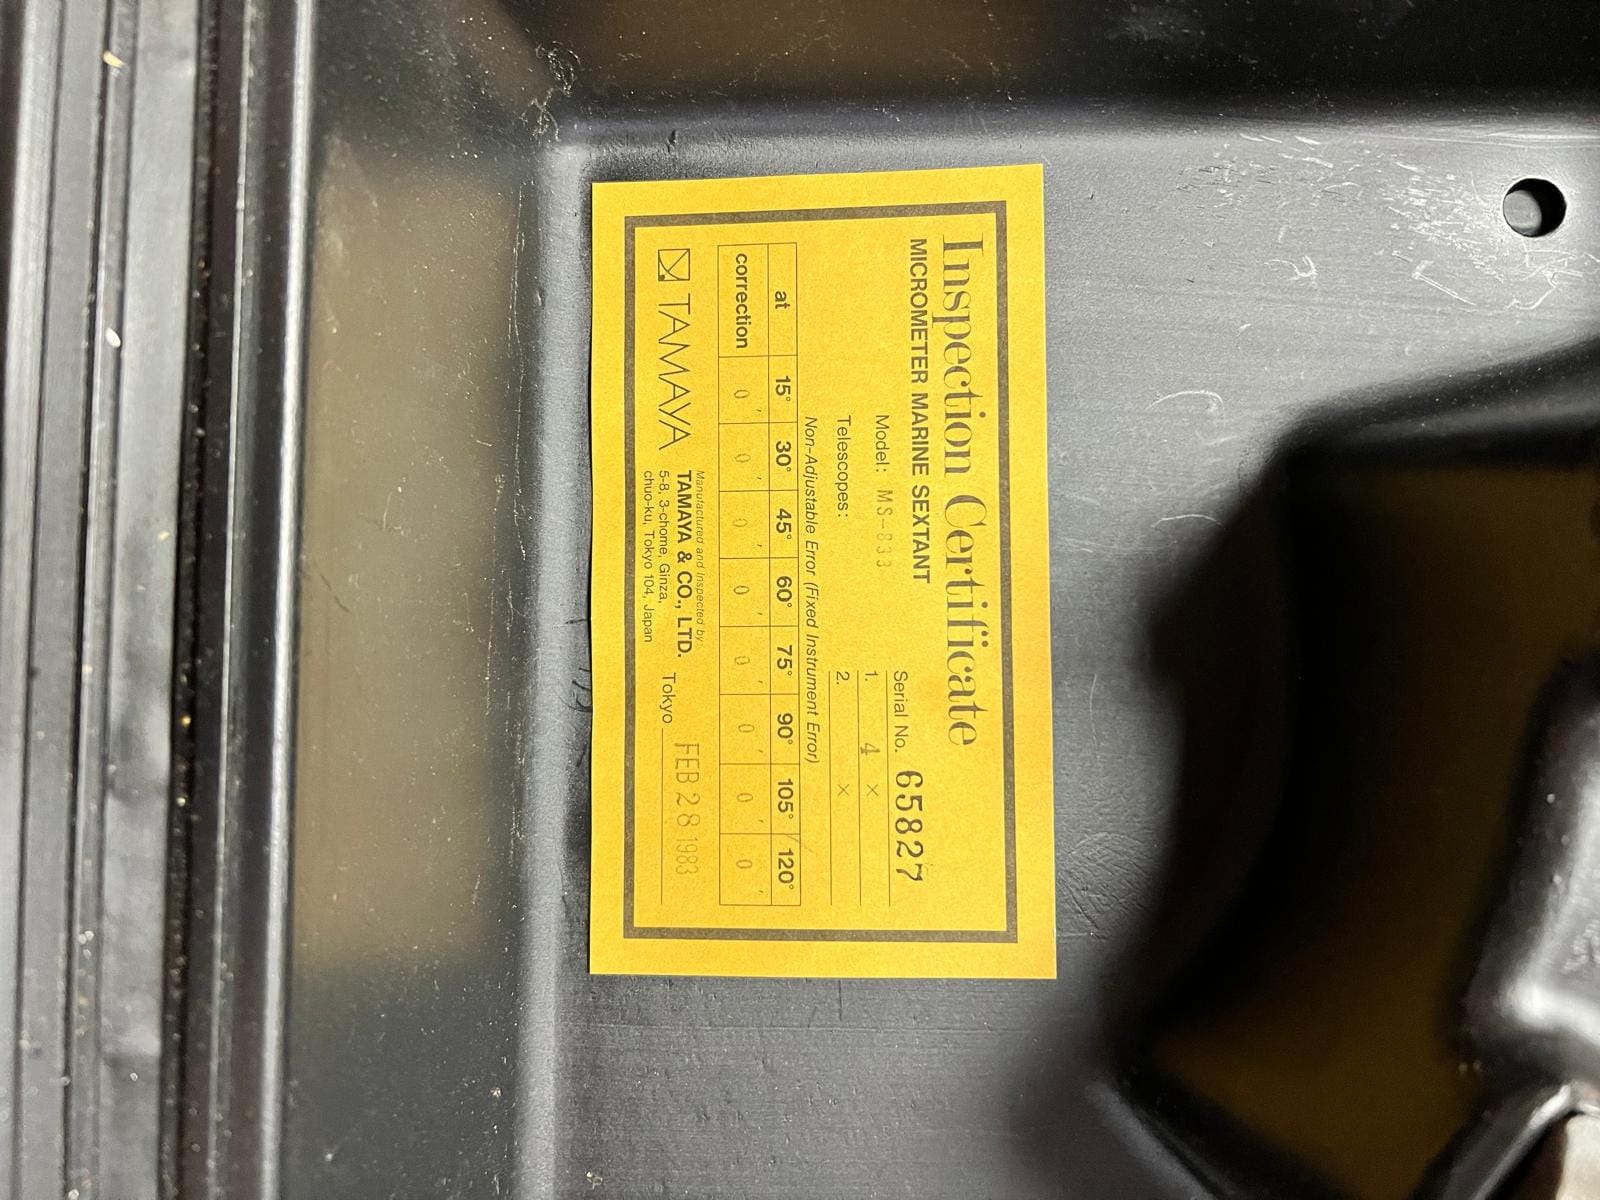 Inspection Certificate
MICROMETER MARINE SEXTANT
Model: MS-833
Serial No. 65827
Telescopes:
1. 4 ×
2. ×
Non-Adjustable Error (Fixed Instrument Error)
at 15° 30° 45° 60° 75° 90° 105° 120°
correction 0 ′ 0 ′ 0 ′ 0 ′ 0 ′ 0 ′ 0 ′ 0 ′
TAMAYA
Manufactured and Inspected by
TAMAYA & CO., LTD.
5-8, 3-chome, Ginza,
chuo-ku, Tokyo 104, Japan
Tokyo FEB 28 1983